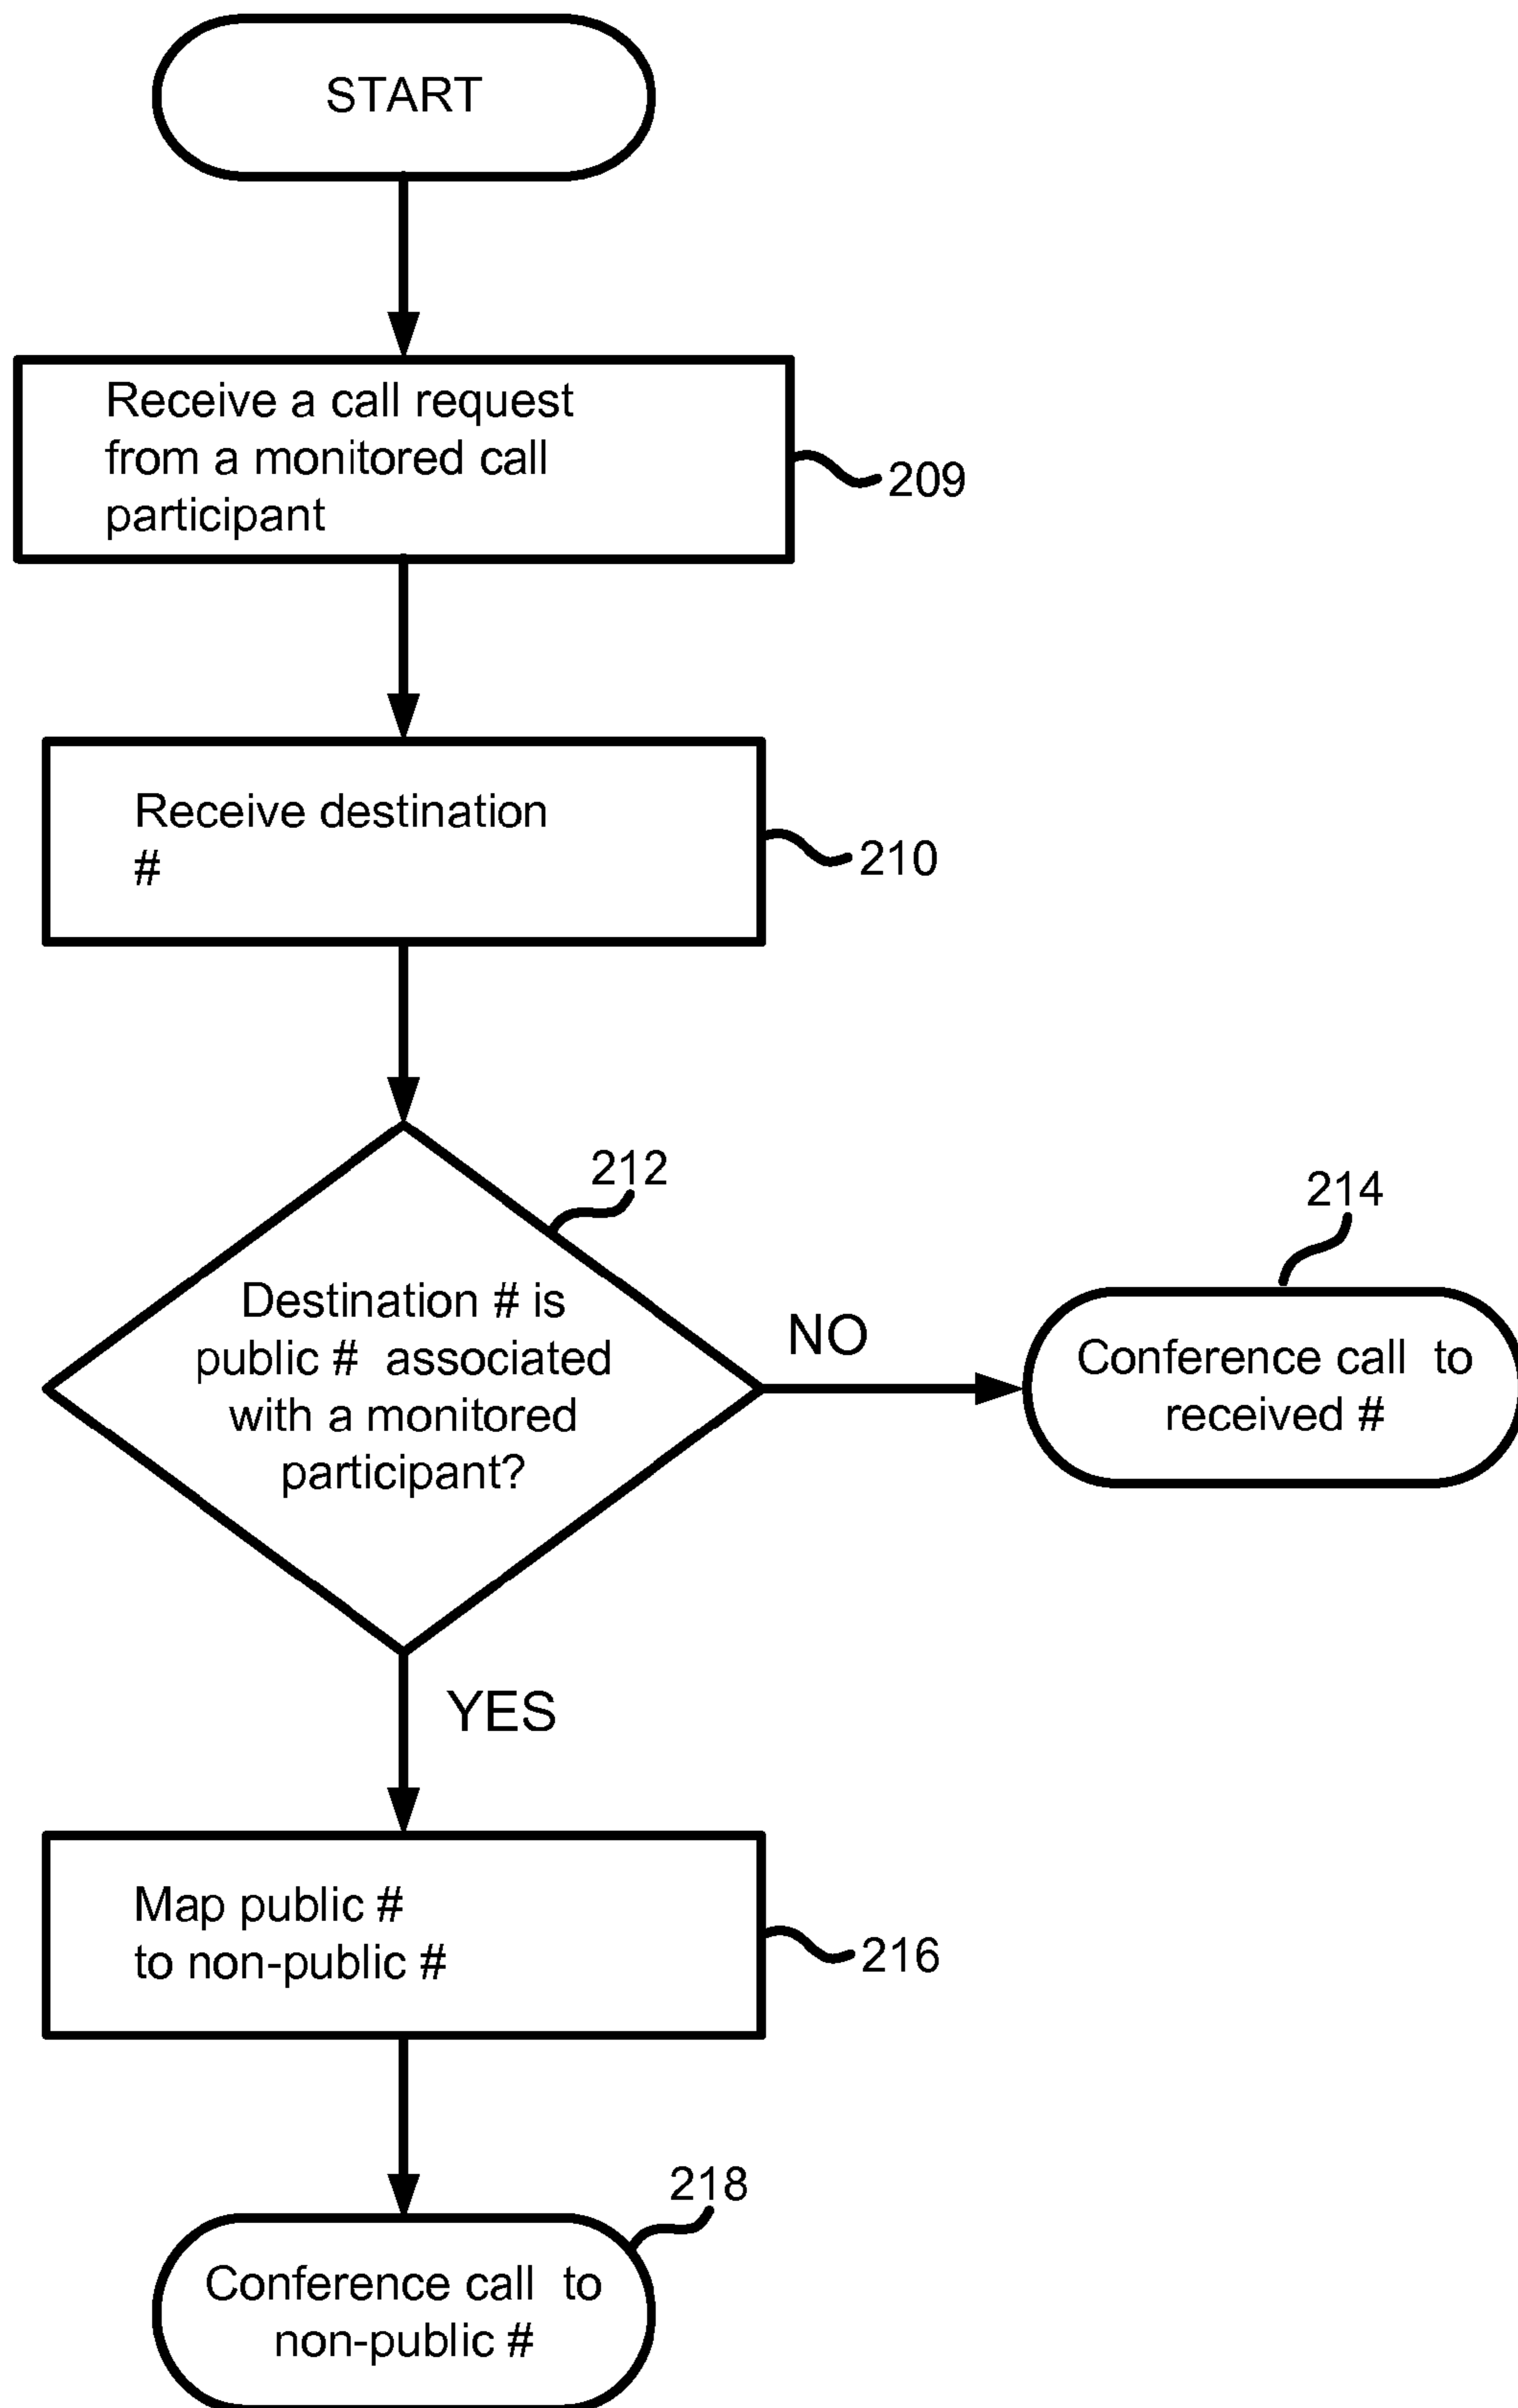 START
Receive a call request
from a monitored call
participant
209
Receive destination
#
210
212
Destination # is
public # associated
with a monitored
participant?
NO
214
Conference call to
received #
YES
Map public #
to non-public #
216
218
Conference call to
non-public #